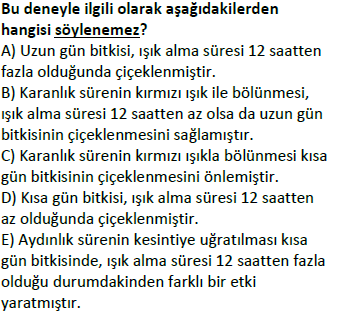 Bu deneyle ilgili olarak aşağıdakilerden
hangisi söylenemez?
A) Uzun gün bitkisi, ışık alma süresi 12 saatten
fazla olduğunda çiçeklenmiştir.
B) Karanlık sürenin kırmızı ışık ile bölünmesi,
ışık alma süresi 12 saatten az olsa da uzun gün
bitkisinin çiçeklenmesini sağlamıştır.
C) Karanlık sürenin kırmızı ışıkla bölünmesi kısa
gün bitkisinin çiçeklenmesini önlemiştir.
D) Kısa gün bitkisi, ışık alma süresi 12 saatten
az olduğunda çiçeklenmiştir.
E) Aydınlık sürenin kesintiye uğratılması kısa
gün bitkisinde, ışık alma süresi 12 saatten fazla
olduğu durumdakinden farklı bir etki
yaratmıştır.